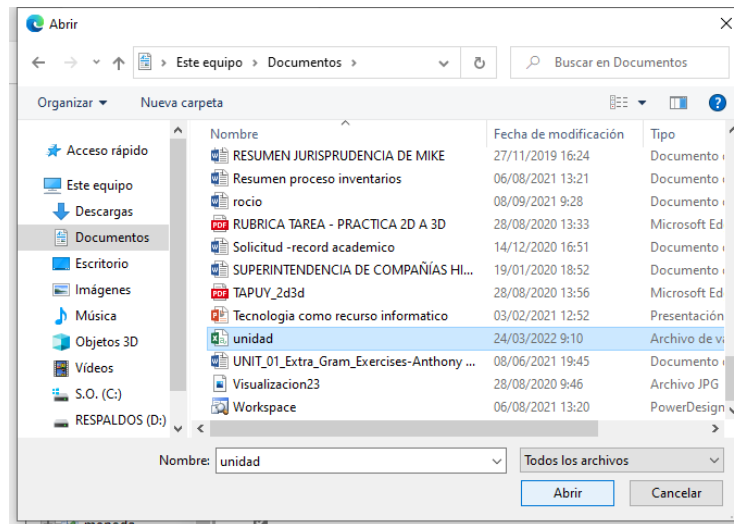 Abrir
Este equipo > Documentos >
Buscar en Documentos
Organizar
Nueva carpeta
Nombre Fecha de modificación Tipo
Acceso rápido
Este equipo
Descargas
Documentos
Escritorio
Imágenes
Música
Objetos 3D
Vídeos
S.O. (C:)
RESPALDOS (D:)
RESUMEN JURISPRUDENCIA DE MIKE 27/11/2019 16:24 Documento
Resumen proceso inventarios 06/08/2021 13:21 Documento
rocio 08/09/2021 9:28 Documento
RUBRICA TAREA - PRACTICA 2D A 3D 28/08/2020 13:33 Microsoft Ed
Solicitud -record academico 14/12/2020 16:51 Documento
SUPERINTENDENCIA DE COMPAÑÍAS HI... 19/01/2020 18:52 Documento
TAPUY_2d3d 28/08/2020 13:56 Microsoft Ed
Tecnologia como recurso informatico 03/02/2021 12:52 Presentación
unidad 24/03/2022 9:10 Archivo de va
UNIT_01_Extra_Gram_Exercises-Anthony ... 08/06/2021 19:45 Documento
Visualizacion23 28/08/2020 9:46 Archivo JPG
Workspace 06/08/2021 13:20 PowerDesign
Nombre: unidad
Todos los archivos
Abrir
Cancelar